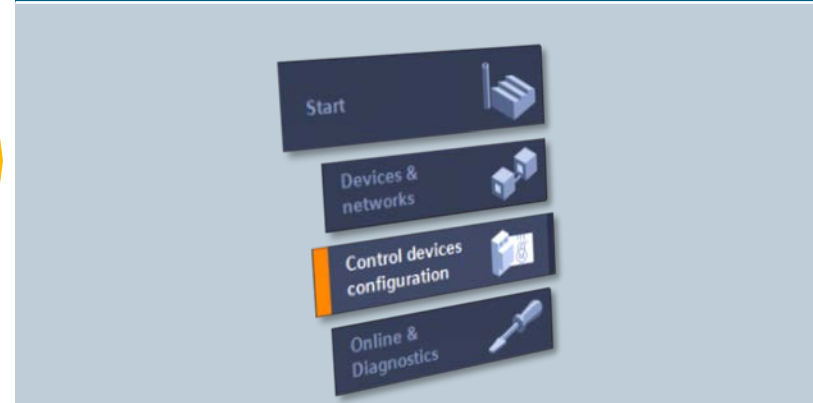 Start
Devices &
networks
Control devices
configuration
Online &
Diagnostics